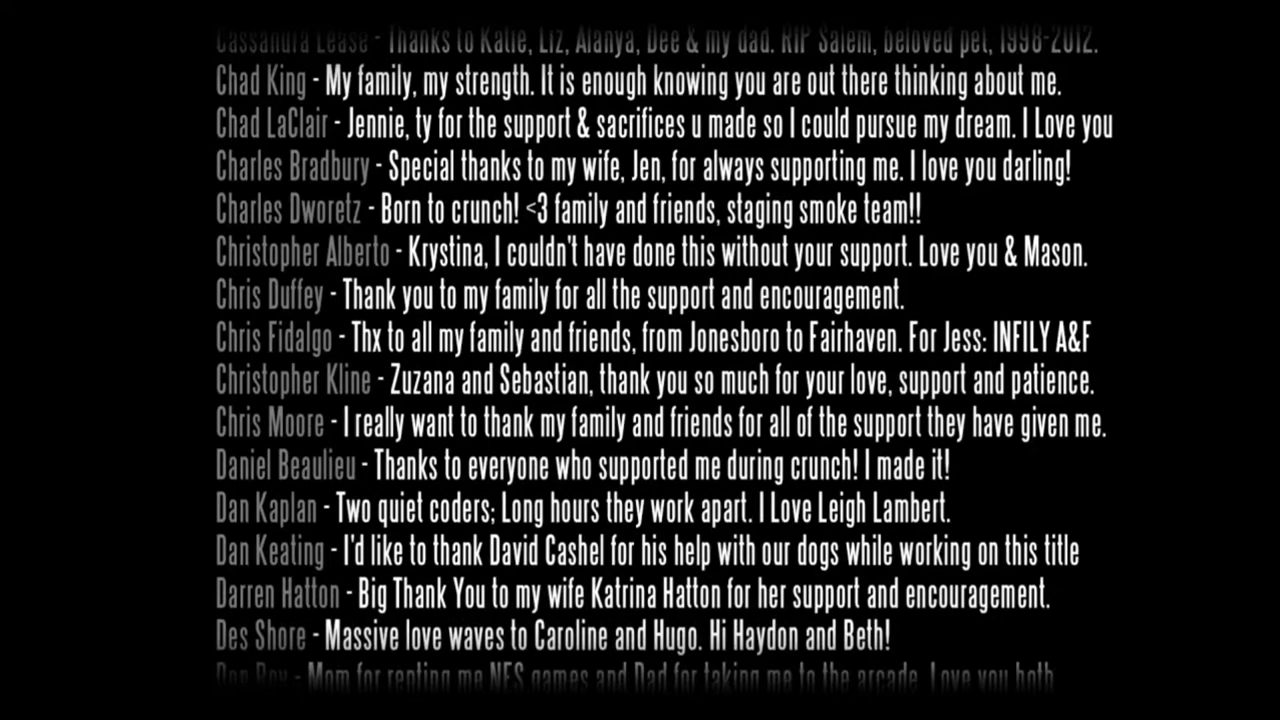 Cassandra Lease - Thanks to Katie, Liz, Alanya, Dee & my dad. RIP Salem, beloved pet, 1998-2012.
Chad King - My family, my strength. It is enough knowing you are out there thinking about me.
Chad LaClair - Jennie, ty for the support & sacrifices u made so I could pursue my dream. I Love you
Charles Bradbury - Special thanks to my wife, Jen, for always supporting me. I love you darling!
Charles Dworetz - Born to crunch! <3 family and friends, staging smoke team!!
Christopher Alberto - Krystina, I couldn't have done this without your support. Love you & Mason.
Chris Duffey - Thank you to my family for all the support and encouragement.
Chris Fidalgo - Thx to all my family and friends, from Jonesboro to Fairhaven. For Jess: INFILY A&F
Christopher Kline - Zuzana and Sebastian, thank you so much for your love, support and patience.
Chris Moore - I really want to thank my family and friends for all of the support they have given me.
Daniel Beaulieu - Thanks to everyone who supported me during crunch! I made it!
Dan Kaplan - Two quiet coders; Long hours they work apart. I Love Leigh Lambert.
Dan Keating - I'd like to thank David Cashel for his help with our dogs while working on this title
Darren Hatton - Big Thank You to my wife Katrina Hatton for her support and encouragement.
Des Shore - Massive love waves to Caroline and Hugo. Hi Haydon and Beth!
- Mom for renting me NES games and Dad for taking me to the arcade. Love you both